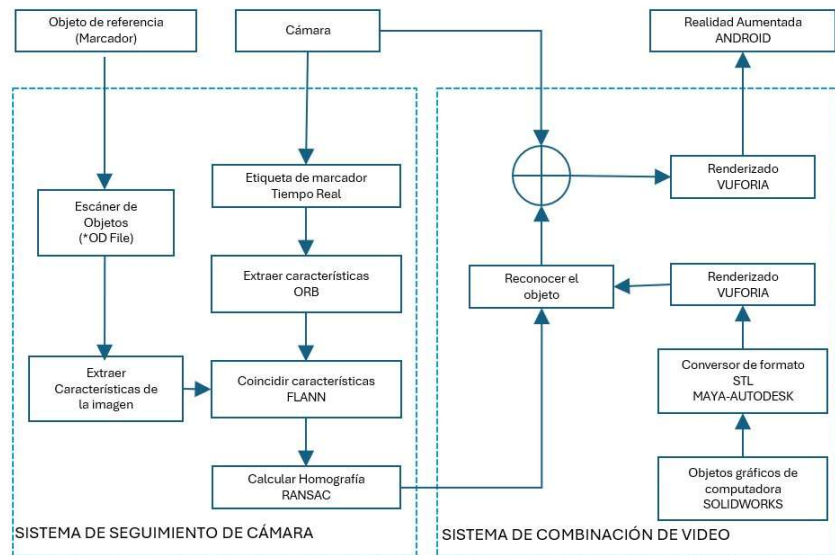 Objeto de referencia
(Marcador)
Cámara
Realidad Aumentada
ANDROID
Etiqueta de marcador
Tiempo Real
Renderizado
VUFORIA
Escáner de
Objetos
(*OD File)
Extraer características
ORB
Reconocer el
objeto
Renderizado
VUFORIA
Extraer
Características de
la imagen
Coincidir características
FLANN
Conversor de formato
STL
MAYA-AUTODESK
Calcular Homografía
RANSAC
Objetos gráficos de
computadora
SOLIDWORKS
SISTEMA DE SEGUIMIENTO DE CÁMARA
SISTEMA DE COMBINACIÓN DE VIDEO